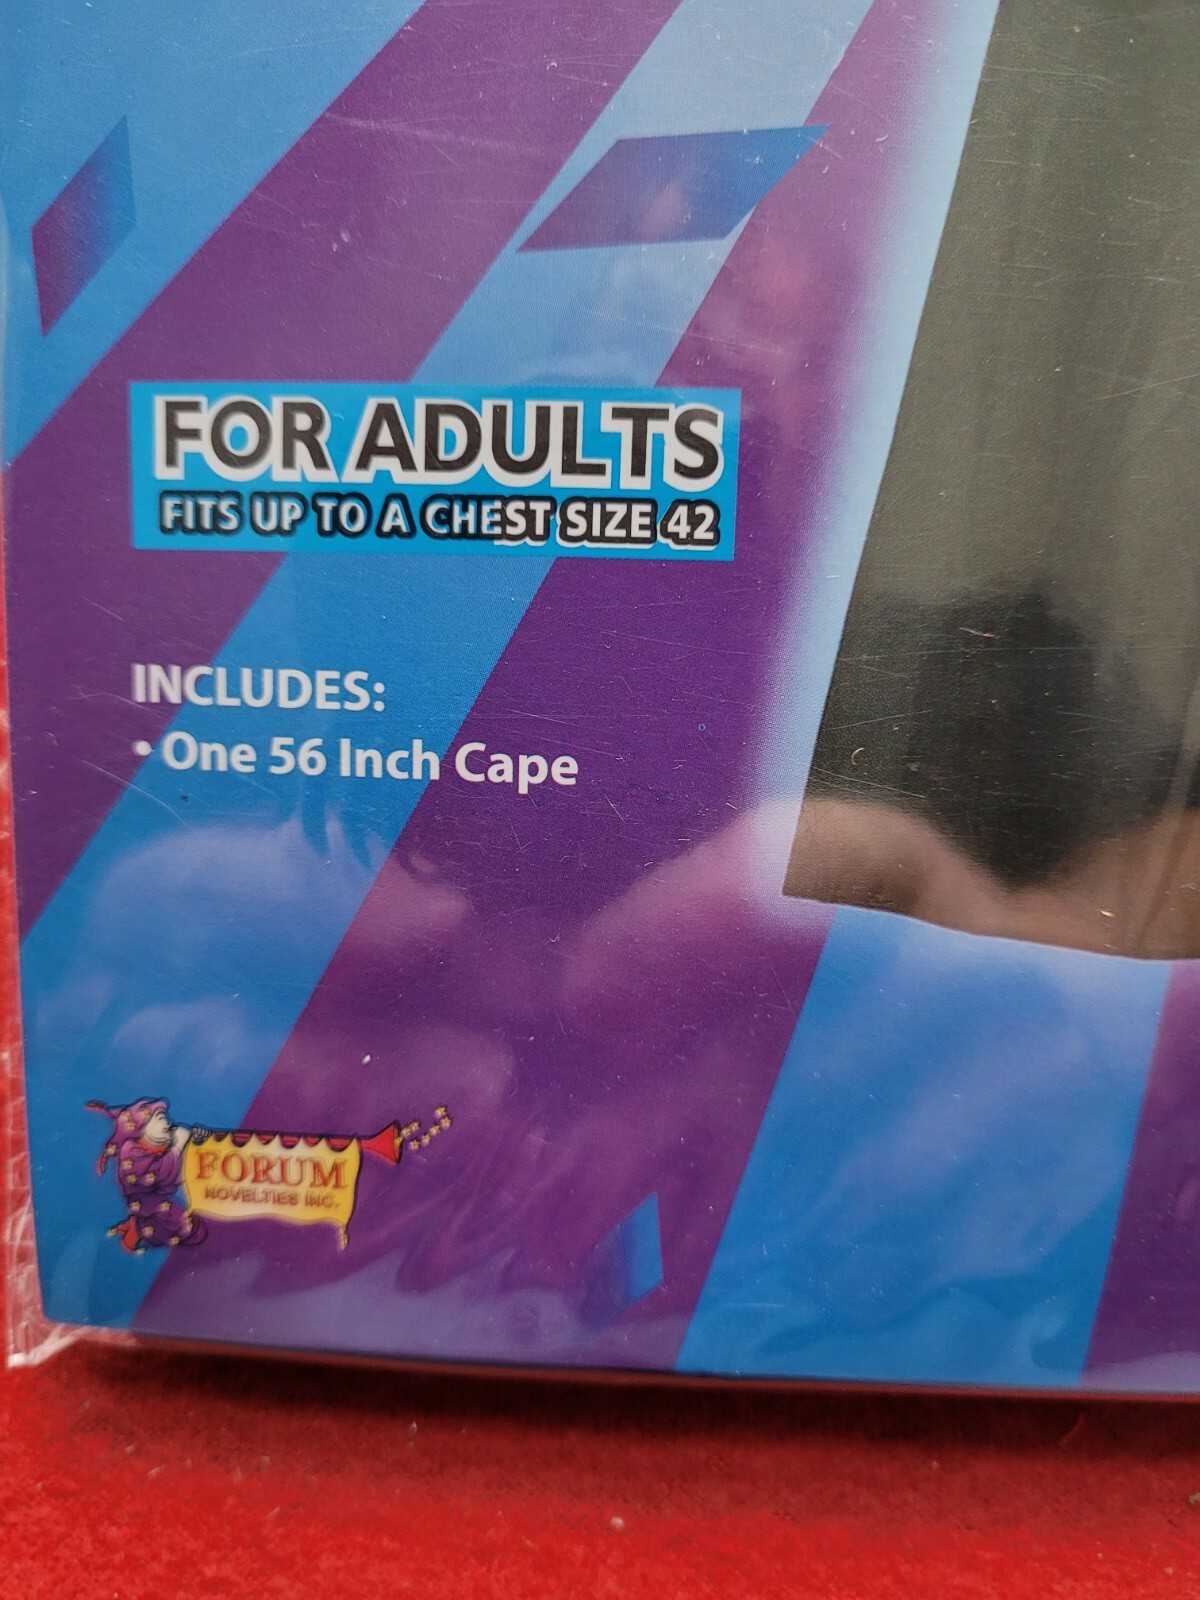 FOR ADULTS
FITS UP TO A CHEST SIZE 42
INCLUDES:
• One 56 Inch Cape
FORUM
NOVELTIES INC.